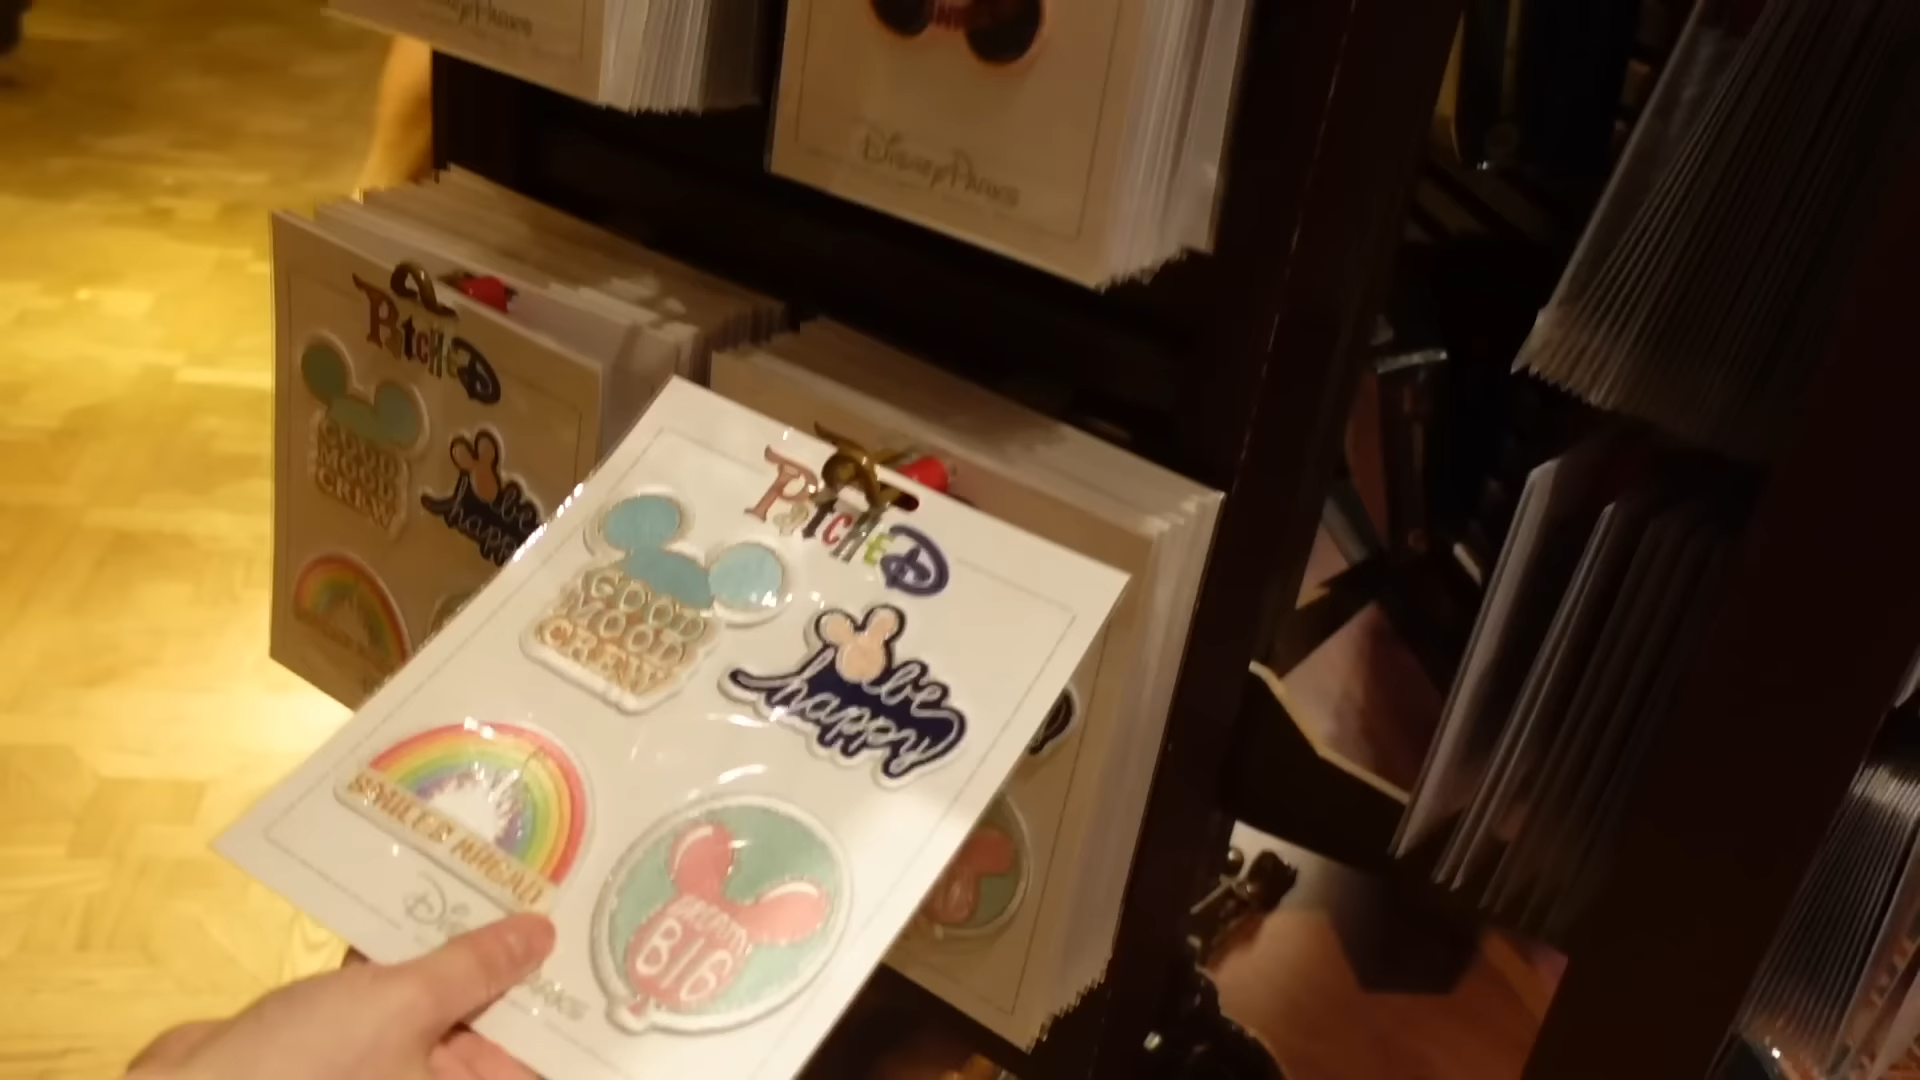 Disney Parks
Disney Parks
PatcheD
GOOD
MOOD
CREW
be
happy
PatcheD
GOOD
MOOD
CREW
be
happy
SMILES AHEAD
DREAM
BIG